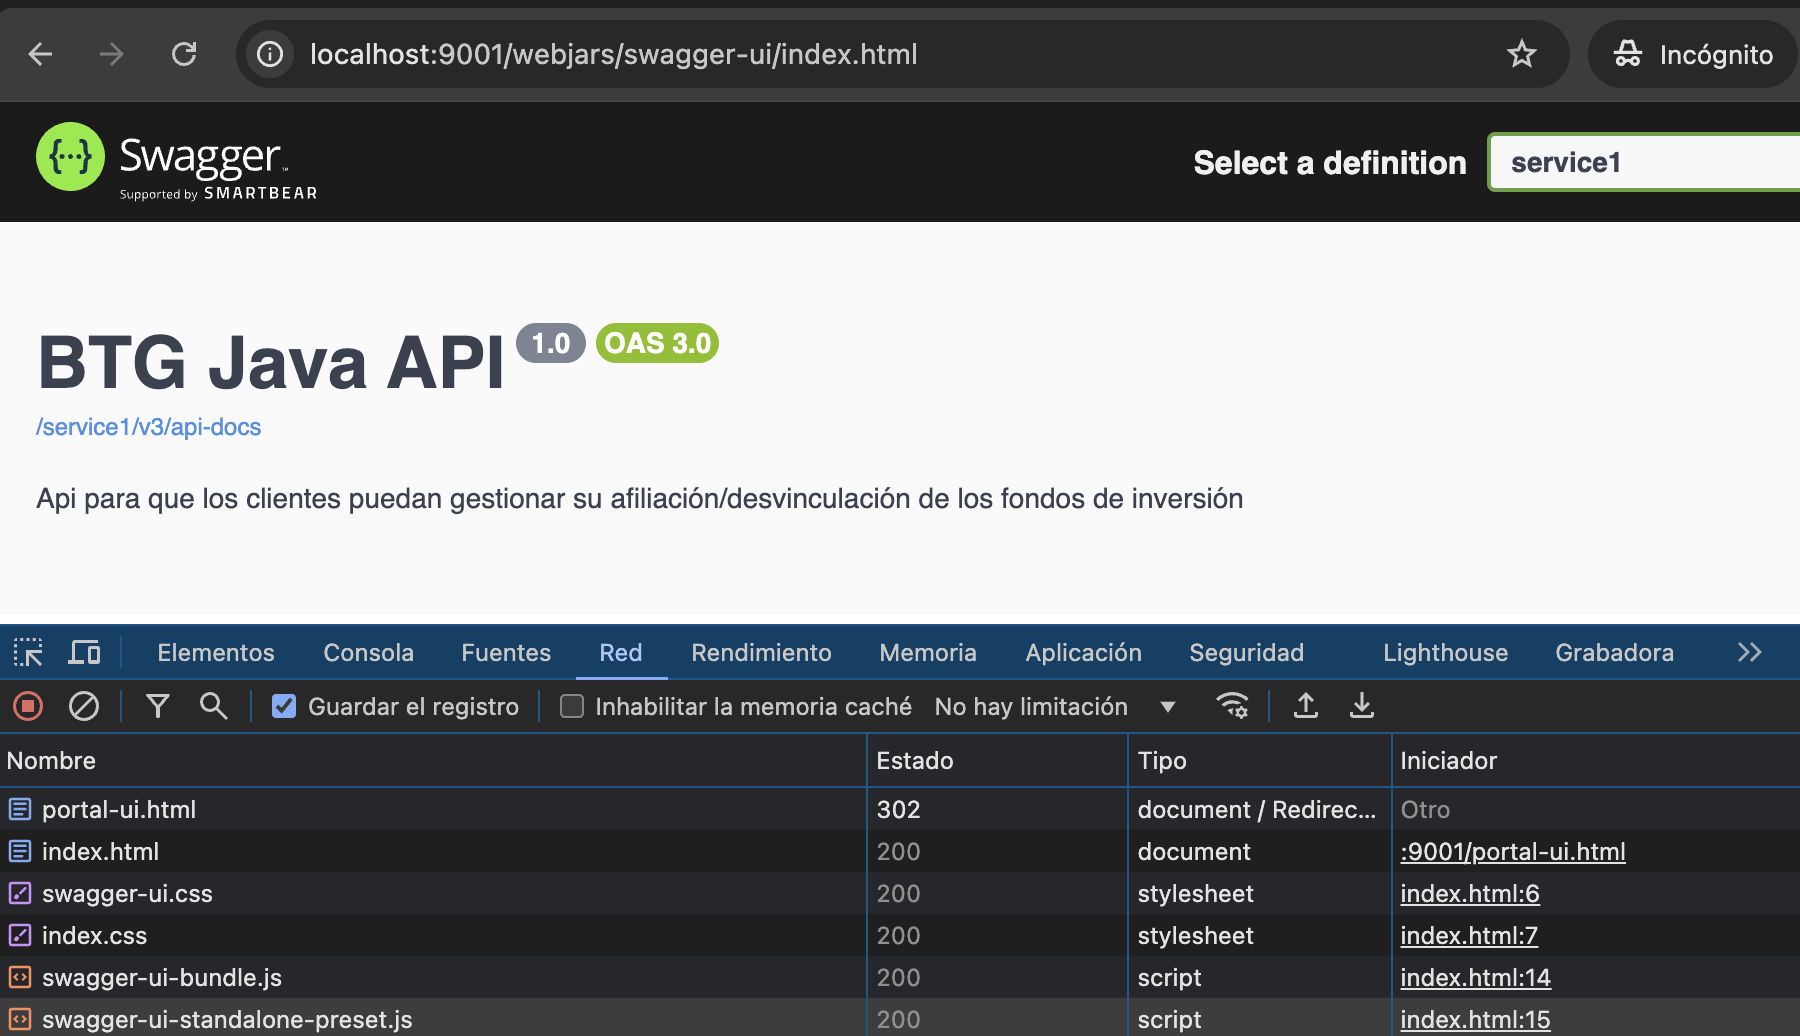 localhost:9001/webjars/swagger-ui/index.html
Incógnito
{···} Swagger™
Supported by SMARTBEAR
Select a definition
service1
BTG Java API 1.0 OAS 3.0
/service1/v3/api-docs
Api para que los clientes puedan gestionar su afiliación/desvinculación de los fondos de inversión
Elementos Consola Fuentes Red Rendimiento Memoria Aplicación Seguridad Lighthouse Grabadora
Guardar el registro Inhabilitar la memoria caché No hay limitación
Nombre Estado Tipo Iniciador
portal-ui.html 302 document / Redirec... Otro
index.html 200 document :9001/portal-ui.html
swagger-ui.css 200 stylesheet index.html:6
index.css 200 stylesheet index.html:7
swagger-ui-bundle.js 200 script index.html:14
swagger-ui-standalone-preset.js 200 script index.html:15